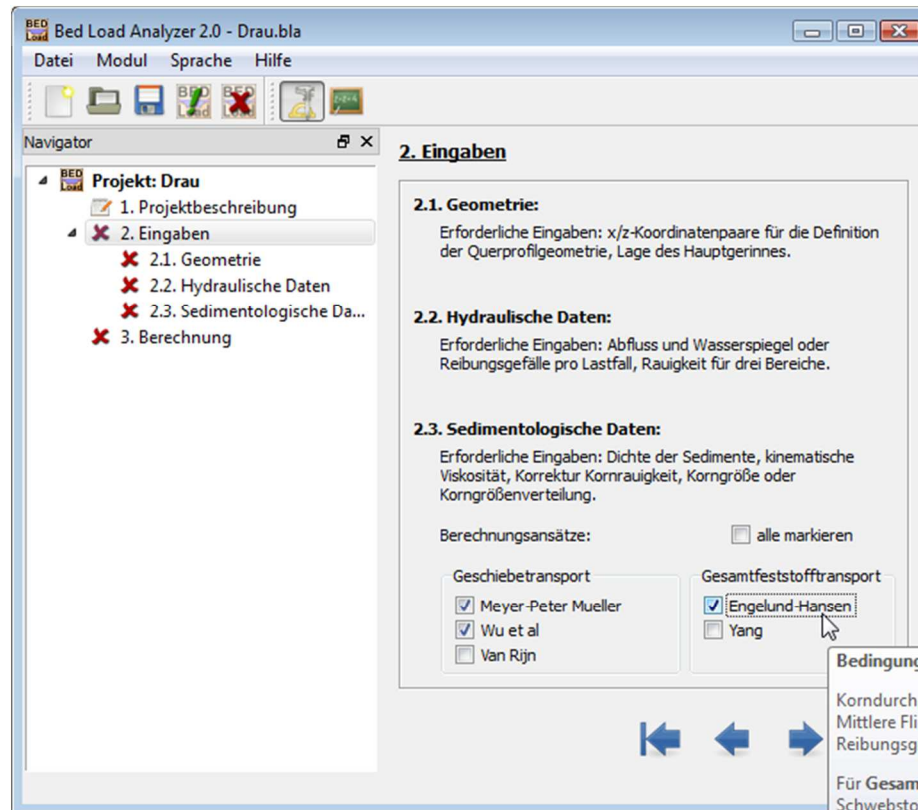 Bed Load Analyzer 2.0 - Drau.bla
Datei Modul Sprache Hilfe
Navigator
Projekt: Drau
1. Projektbeschreibung
2. Eingaben
2.1. Geometrie
2.2. Hydraulische Daten
2.3. Sedimentologische Da...
3. Berechnung
2. Eingaben
2.1. Geometrie:
Erforderliche Eingaben: x/z-Koordinatenpaare für die Definition
der Querprofilgeometrie, Lage des Hauptgerinnes.
2.2. Hydraulische Daten:
Erforderliche Eingaben: Abfluss und Wasserspiegel oder
Reibungsgefälle pro Lastfall, Rauigkeit für drei Bereiche.
2.3. Sedimentologische Daten:
Erforderliche Eingaben: Dichte der Sedimente, kinematische
Viskosität, Korrektur Kornrauigkeit, Korngröße oder
Korngrößenverteilung.
Berechnungsansätze: alle markieren
Geschiebetransport
Meyer-Peter Mueller
Wu et al
Van Rijn
Gesamtfeststofftransport
Engelund-Hansen
Yang
Bedingung
Korndurch
Mittlere Fli
Reibungsg
Für Gesam
Schwebsto